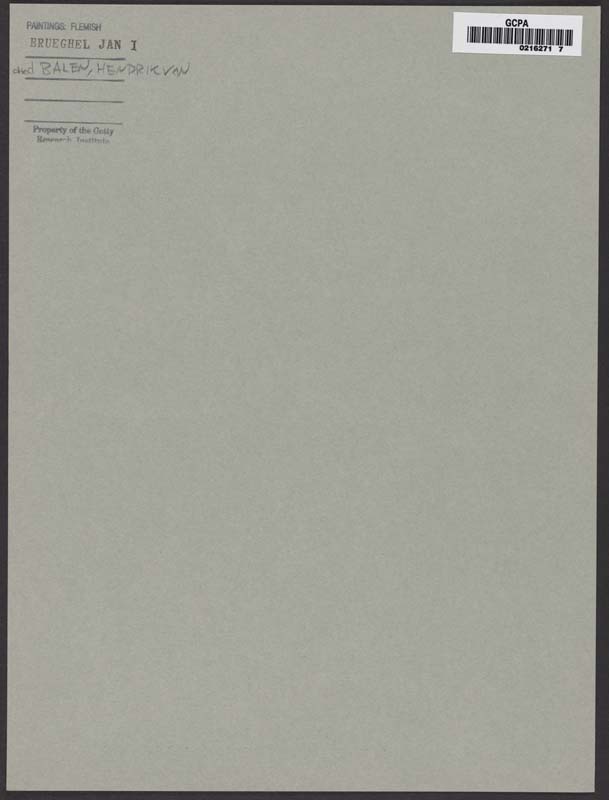 PAINTINGS: FLEMISH
BRUEGHEL JAN I
and BALEN, HENDRIK VAN
Property of the Getty
Research Institute
GCPA
0216271 7